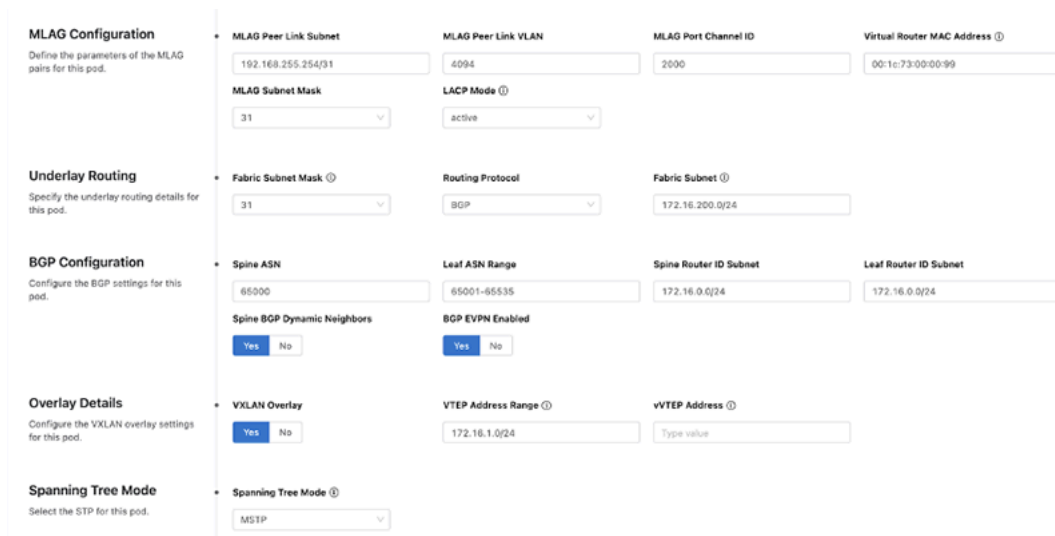 MLAG Configuration
Define the parameters of the MLAG
pairs for this pod.
MLAG Peer Link Subnet
MLAG Peer Link VLAN
MLAG Port Channel ID
Virtual Router MAC Address
192.168.255.254/31
4094
2000
00:1c:73:00:00:99
MLAG Subnet Mask
LACP Mode
31
active
Underlay Routing
Specify the underlay routing details for
this pod.
Fabric Subnet Mask
Routing Protocol
Fabric Subnet
31
BGP
172.16.200.0/24
BGP Configuration
Configure the BGP settings for this
pod.
Spine ASN
Leaf ASN Range
Spine Router ID Subnet
Leaf Router ID Subnet
65000
65001-65535
172.16.0.0/24
172.16.0.0/24
Spine BGP Dynamic Neighbors
BGP EVPN Enabled
Yes No
Yes No
Overlay Details
Configure the VXLAN overlay settings
for this pod.
VXLAN Overlay
VTEP Address Range
vVTEP Address
Yes No
172.16.1.0/24
Type value
Spanning Tree Mode
Select the STP for this pod.
Spanning Tree Mode
MSTP